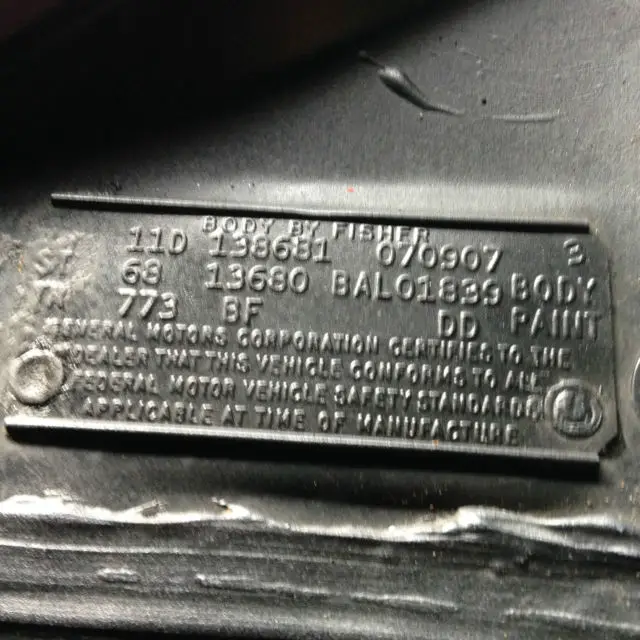 BODY BY FISHER
11D 138681 070907 3
ST 68 13680 BAL01839 BODY
TR 773 BF DD PAINT
GENERAL MOTORS CORPORATION CERTIFIES TO THE
DEALER THAT THIS VEHICLE CONFORMS TO ALL
FEDERAL MOTOR VEHICLE SAFETY STANDARDS
APPLICABLE AT TIME OF MANUFACTURE